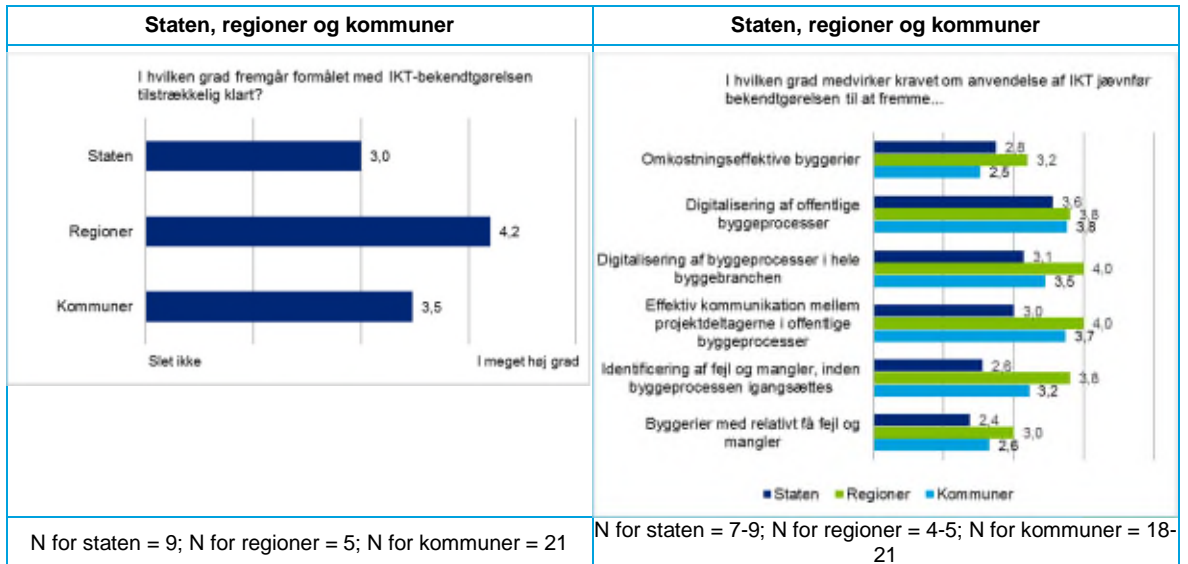 Staten, regioner og kommuner
I hvilken grad fremgår formålet med IKT-bekendtgørelsen
tilstrækkelig klart?
Staten
3,0
Regioner
4,2
Kommuner
3,5
Slet ikke
I meget høj grad
N for staten = 9; N for regioner = 5; N for kommuner = 21
Staten, regioner og kommuner
I hvilken grad medvirker kravet om anvendelse af IKT jævnfør
bekendtgørelsen til at fremme...
Omkostningseffektive byggerier
2,8
3,2
2,5
Digitalisering af offentlige
byggeprocesser
3,6
3,8
3,8
Digitalisering af byggeprocesser i hele
byggebranchen
3,1
4,0
3,5
Effektiv kommunikation mellem
projektdeltagerne i offentlige
byggeprocesser
3,0
4,0
3,7
Identificering af fejl og mangler, inden
byggeprocessen igangsættes
2,6
3,8
3,2
Byggerier med relativt få fejl og
mangler
2,4
3,0
2,6
Staten Regioner Kommuner
N for staten = 7-9; N for regioner = 4-5; N for kommuner = 18-
21